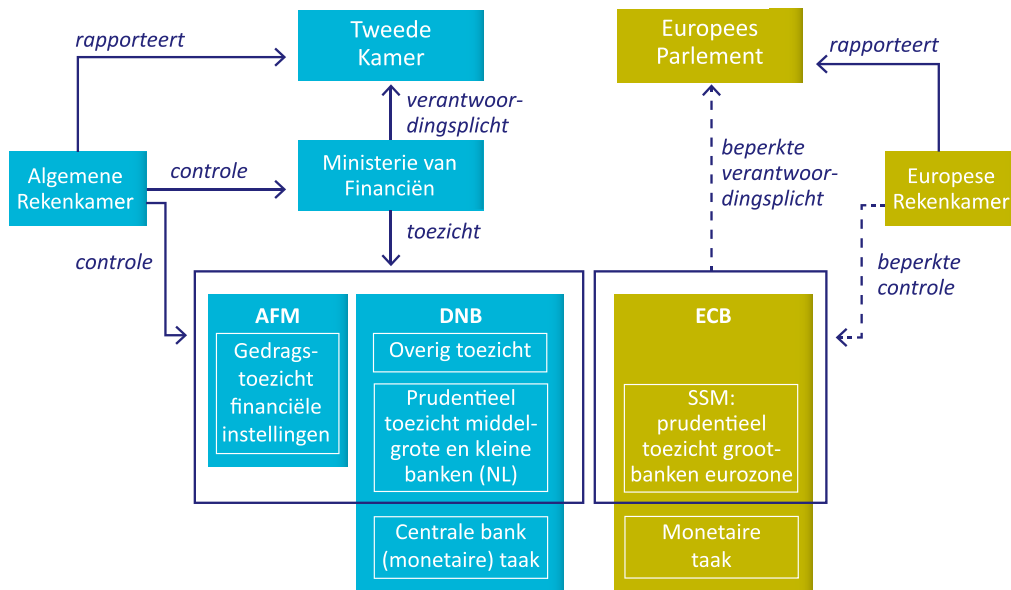 rapporteert
Tweede
Kamer
Europees
Parlement
rapporteert
verantwoor-
dingsplicht
Algemene
Rekenkamer
controle
Ministerie van
Financiën
beperkte
verantwoor-
dingsplicht
Europese
Rekenkamer
toezicht
controle
beperkte
controle
AFM
Gedrags-
toezicht
financiële
instellingen
DNB
Overig toezicht
Prudentieel
toezicht middel-
grote en kleine
banken (NL)
Centrale bank
(monetaire) taak
ECB
SSM:
prudentieel
toezicht groot-
banken eurozone
Monetaire
taak